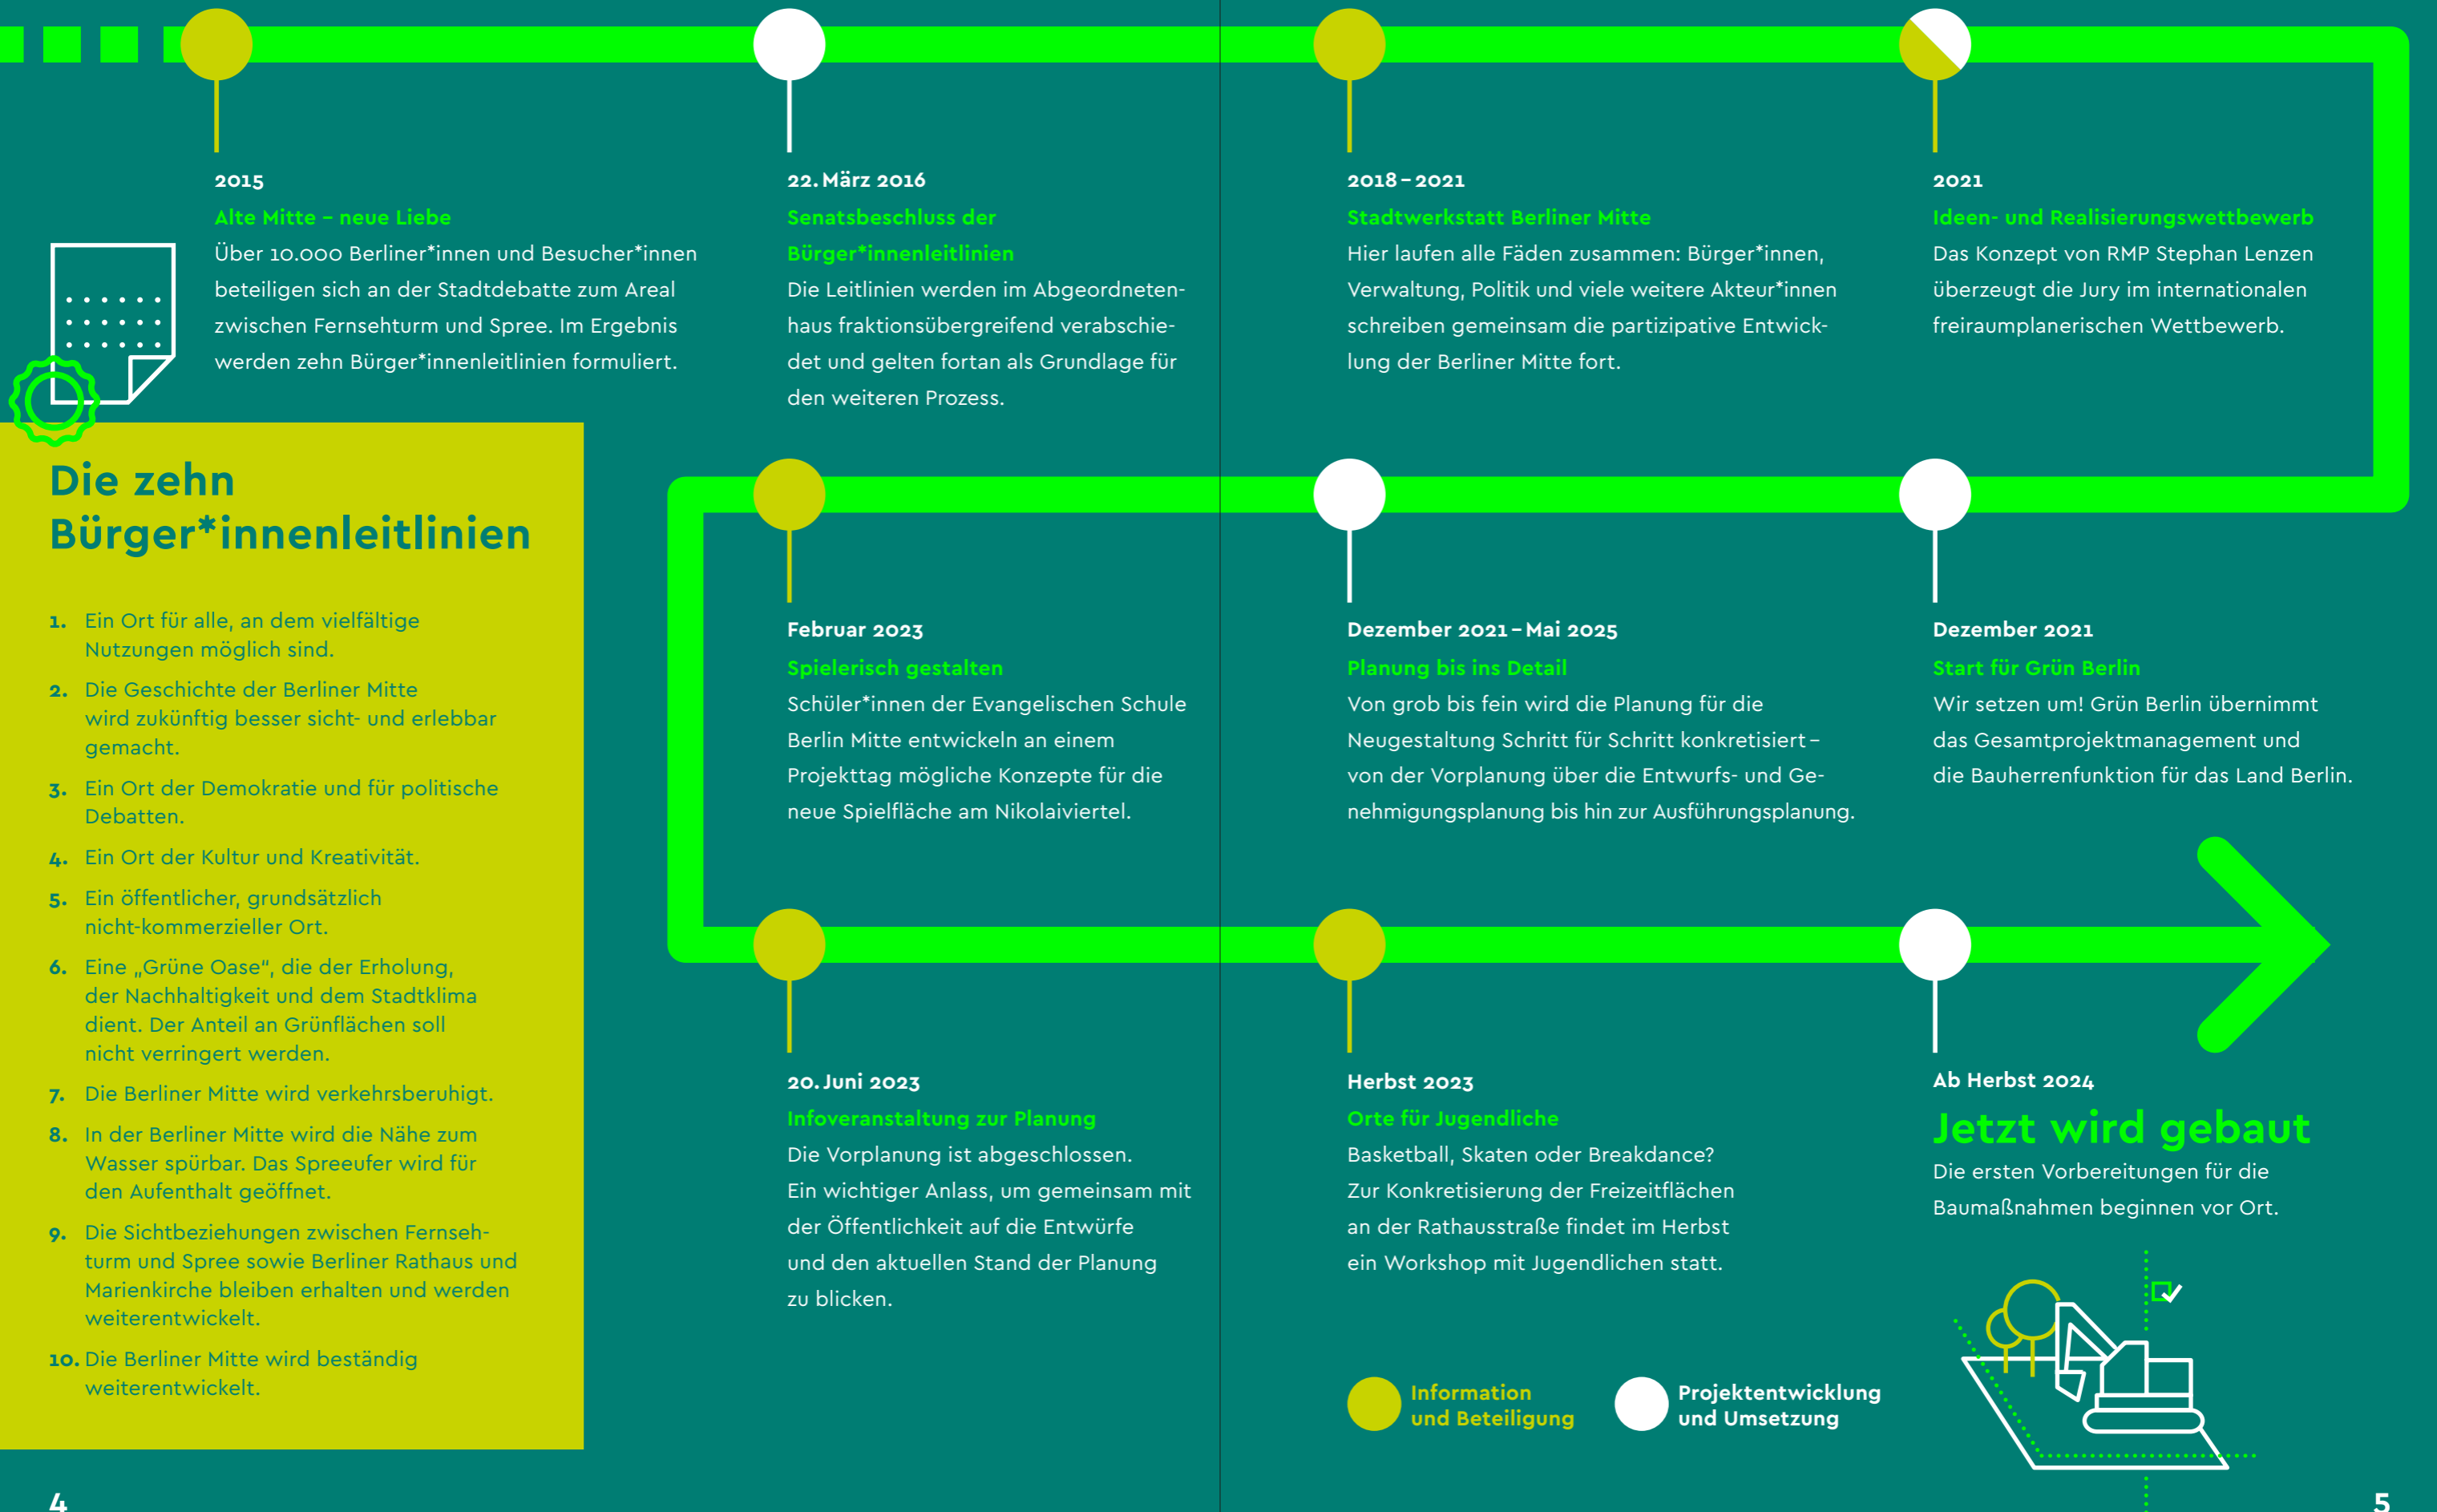 2015
Alte Mitte – neue Liebe
Über 10.000 Berliner*innen und Besucher*innen
beteiligen sich an der Stadtdebatte zum Areal
zwischen Fernsehturm und Spree. Im Ergebnis
werden zehn Bürger*innenleitlinien formuliert.
22. März 2016
Senatsbeschluss der
Bürger*innenleitlinien
Die Leitlinien werden im Abgeordneten-
haus fraktionsübergreifend verabschie-
det und gelten fortan als Grundlage für
den weiteren Prozess.
2018 – 2021
Stadtwerkstatt Berliner Mitte
Hier laufen alle Fäden zusammen: Bürger*innen,
Verwaltung, Politik und viele weitere Akteur*innen
schreiben gemeinsam die partizipative Entwick-
lung der Berliner Mitte fort.
2021
Ideen- und Realisierungswettbewerb
Das Konzept von RMP Stephan Lenzen
überzeugt die Jury im internationalen
freiraumplanerischen Wettbewerb.
Dezember 2021
Start für Grün Berlin
Wir setzen um! Grün Berlin übernimmt
das Gesamtprojektmanagement und
die Bauherrenfunktion für das Land Berlin.
Dezember 2021 – Mai 2025
Planung bis ins Detail
Von grob bis fein wird die Planung für die
Neugestaltung Schritt für Schritt konkretisiert –
von der Vorplanung über die Entwurfs- und Ge-
nehmigungsplanung bis hin zur Ausführungsplanung.
Februar 2023
Spielerisch gestalten
Schüler*innen der Evangelischen Schule
Berlin Mitte entwickeln an einem
Projekttag mögliche Konzepte für die
neue Spielfläche am Nikolaiviertel.
20. Juni 2023
Infoveranstaltung zur Planung
Die Vorplanung ist abgeschlossen.
Ein wichtiger Anlass, um gemeinsam mit
der Öffentlichkeit auf die Entwürfe
und den aktuellen Stand der Planung
zu blicken.
Herbst 2023
Orte für Jugendliche
Basketball, Skaten oder Breakdance?
Zur Konkretisierung der Freizeitflächen
an der Rathausstraße findet im Herbst
ein Workshop mit Jugendlichen statt.
Ab Herbst 2024
Jetzt wird gebaut
Die ersten Vorbereitungen für die
Baumaßnahmen beginnen vor Ort.
Information
und Beteiligung
Projektentwicklung
und Umsetzung
Die zehn
Bürger*innenleitlinien
1. Ein Ort für alle, an dem vielfältige
Nutzungen möglich sind.
2. Die Geschichte der Berliner Mitte
wird zukünftig besser sicht- und erlebbar
gemacht.
3. Ein Ort der Demokratie und für politische
Debatten.
4. Ein Ort der Kultur und Kreativität.
5. Ein öffentlicher, grundsätzlich
nicht-kommerzieller Ort.
6. Eine „Grüne Oase“, die der Erholung,
der Nachhaltigkeit und dem Stadtklima
dient. Der Anteil an Grünflächen soll
nicht verringert werden.
7. Die Berliner Mitte wird verkehrsberuhigt.
8. In der Berliner Mitte wird die Nähe zum
Wasser spürbar. Das Spreeufer wird für
den Aufenthalt geöffnet.
9. Die Sichtbeziehungen zwischen Fernseh-
turm und Spree sowie Berliner Rathaus und
Marienkirche bleiben erhalten und werden
weiterentwickelt.
10. Die Berliner Mitte wird beständig
weiterentwickelt.
4
5